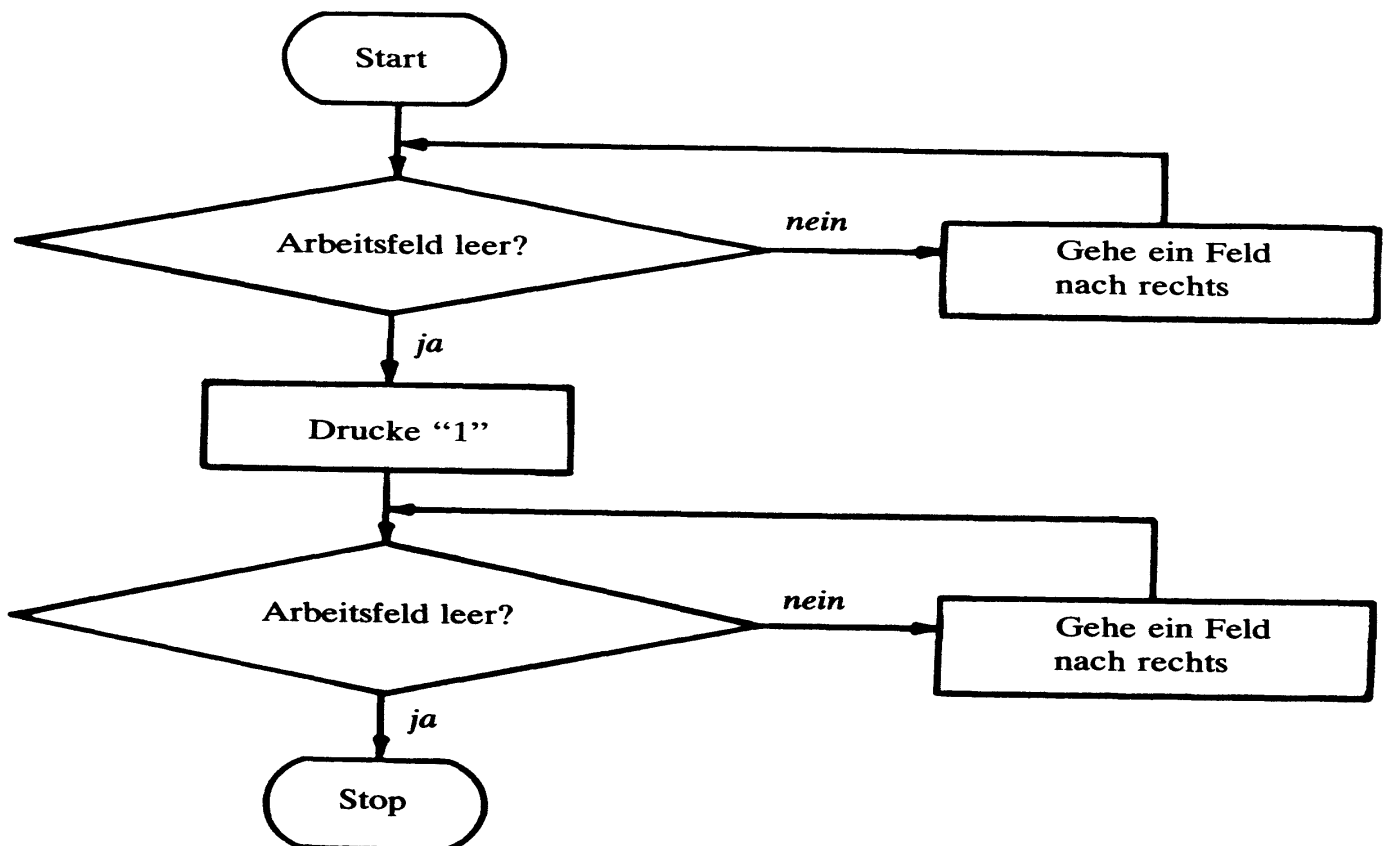 Start
Arbeitsfeld leer?
nein
Gehe ein Feld
nach rechts
ja
Drucke “1”
Arbeitsfeld leer?
nein
Gehe ein Feld
nach rechts
ja
Stop